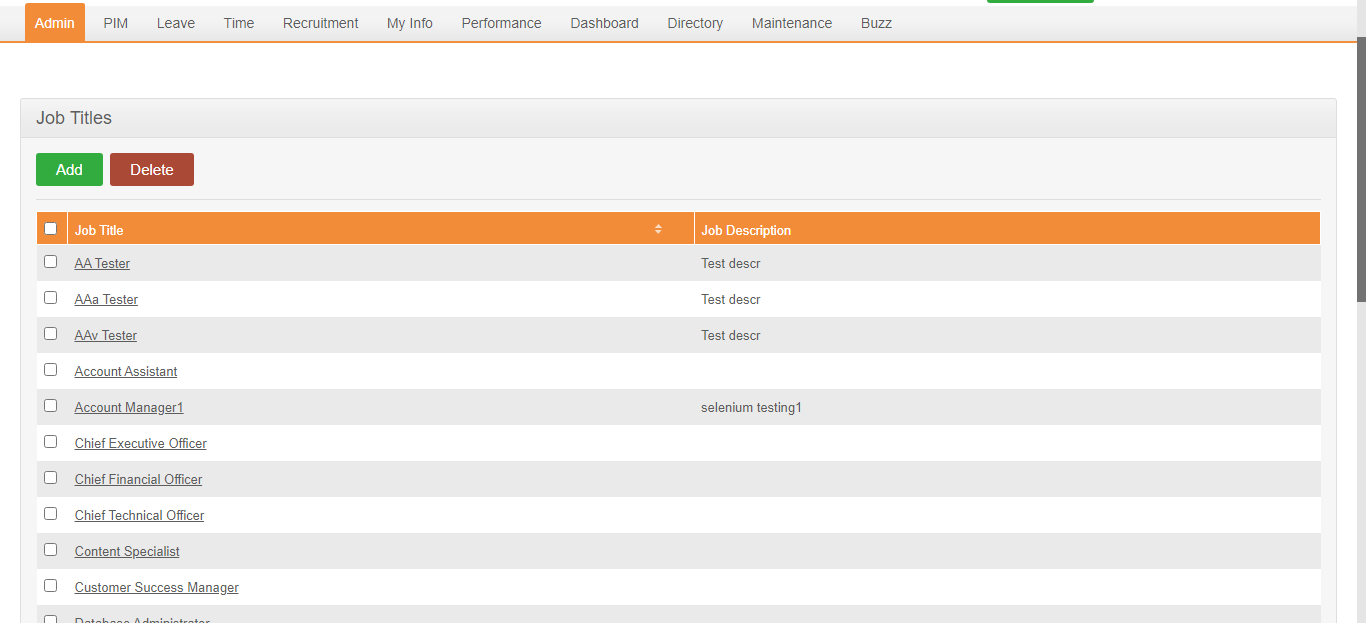 Admin PIM Leave Time Recruitment My Info Performance Dashboard Directory Maintenance Buzz
Job Titles
Add Delete
Job Title Job Description
AA Tester Test descr
AAa Tester Test descr
AAv Tester Test descr
Account Assistant
Account Manager1 selenium testing1
Chief Executive Officer
Chief Financial Officer
Chief Technical Officer
Content Specialist
Customer Success Manager
Database Administrator